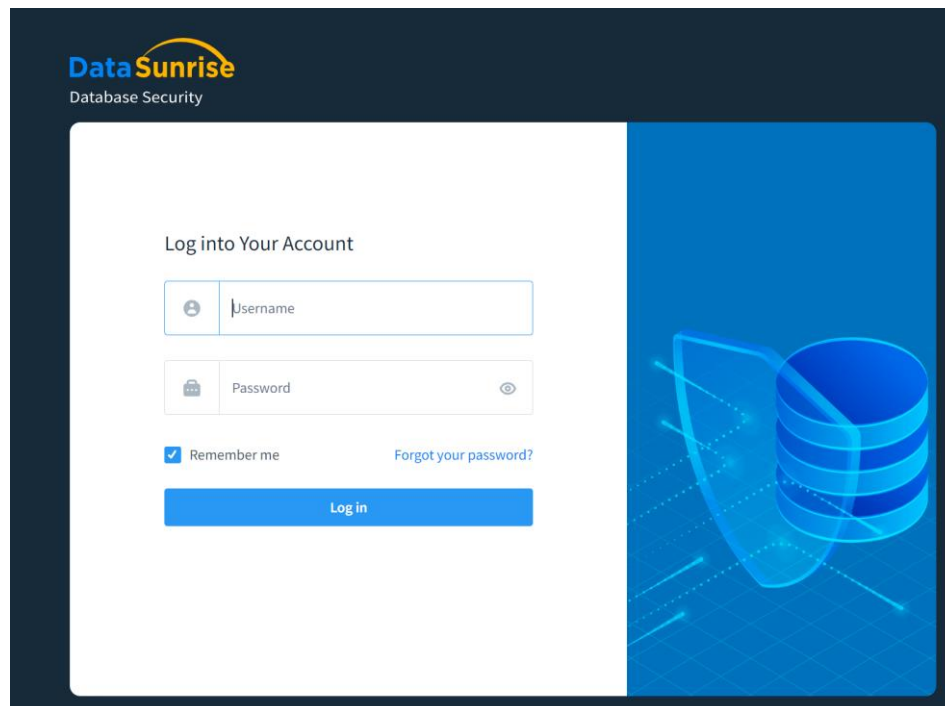 DataSunrise
Database Security
Log into Your Account
Username
Password
Remember me
Forgot your password?
Log in